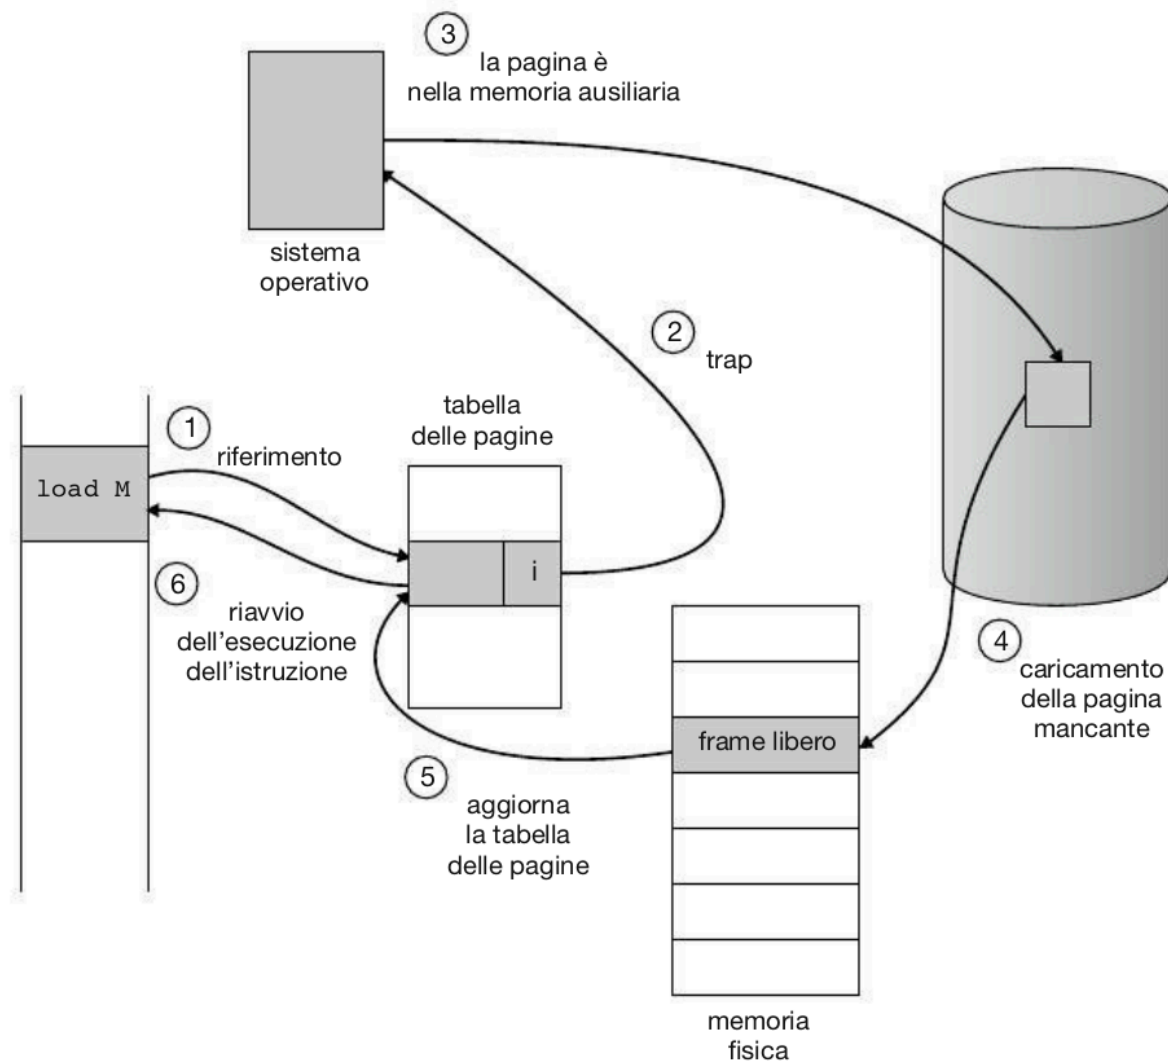 3
la pagina è
nella memoria ausiliaria
sistema
operativo
2
trap
1
riferimento
tabella
delle pagine
load M
i
6
riavvio
dell'esecuzione
dell'istruzione
4
caricamento
della pagina
mancante
frame libero
5
aggiorna
la tabella
delle pagine
memoria
fisica